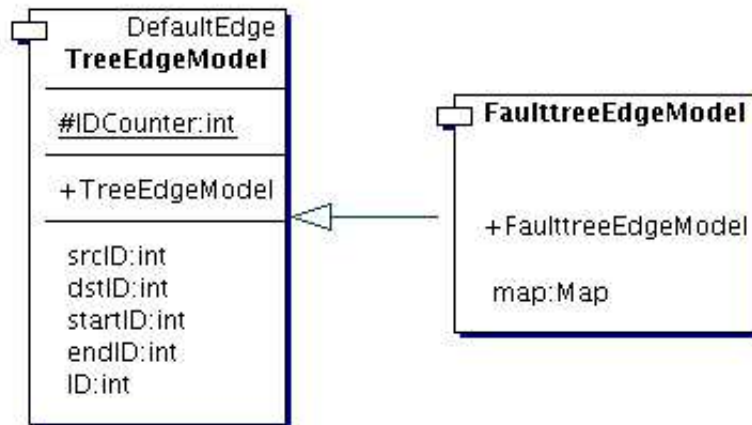 DefaultEdge
TreeEdgeModel
#IDCounter:int
+TreeEdgeModel
srcID:int
dstID:int
startID:int
endID:int
ID:int
FaulttreeEdgeModel
+FaulttreeEdgeModel
map:Map